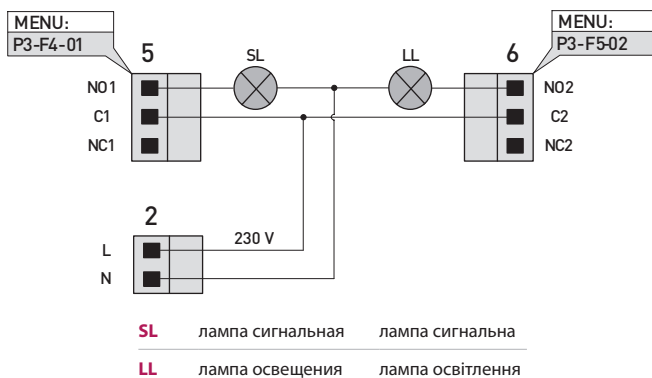 MENU:
P3-F4-01
MENU:
P3-F5-02
5
SL
LL
6
NO1
NO2
C1
C2
NC1
NC2
2
L
230 V
N
SL лампа сигнальная лампа сигнальна
LL лампа освещения лампа освітлення